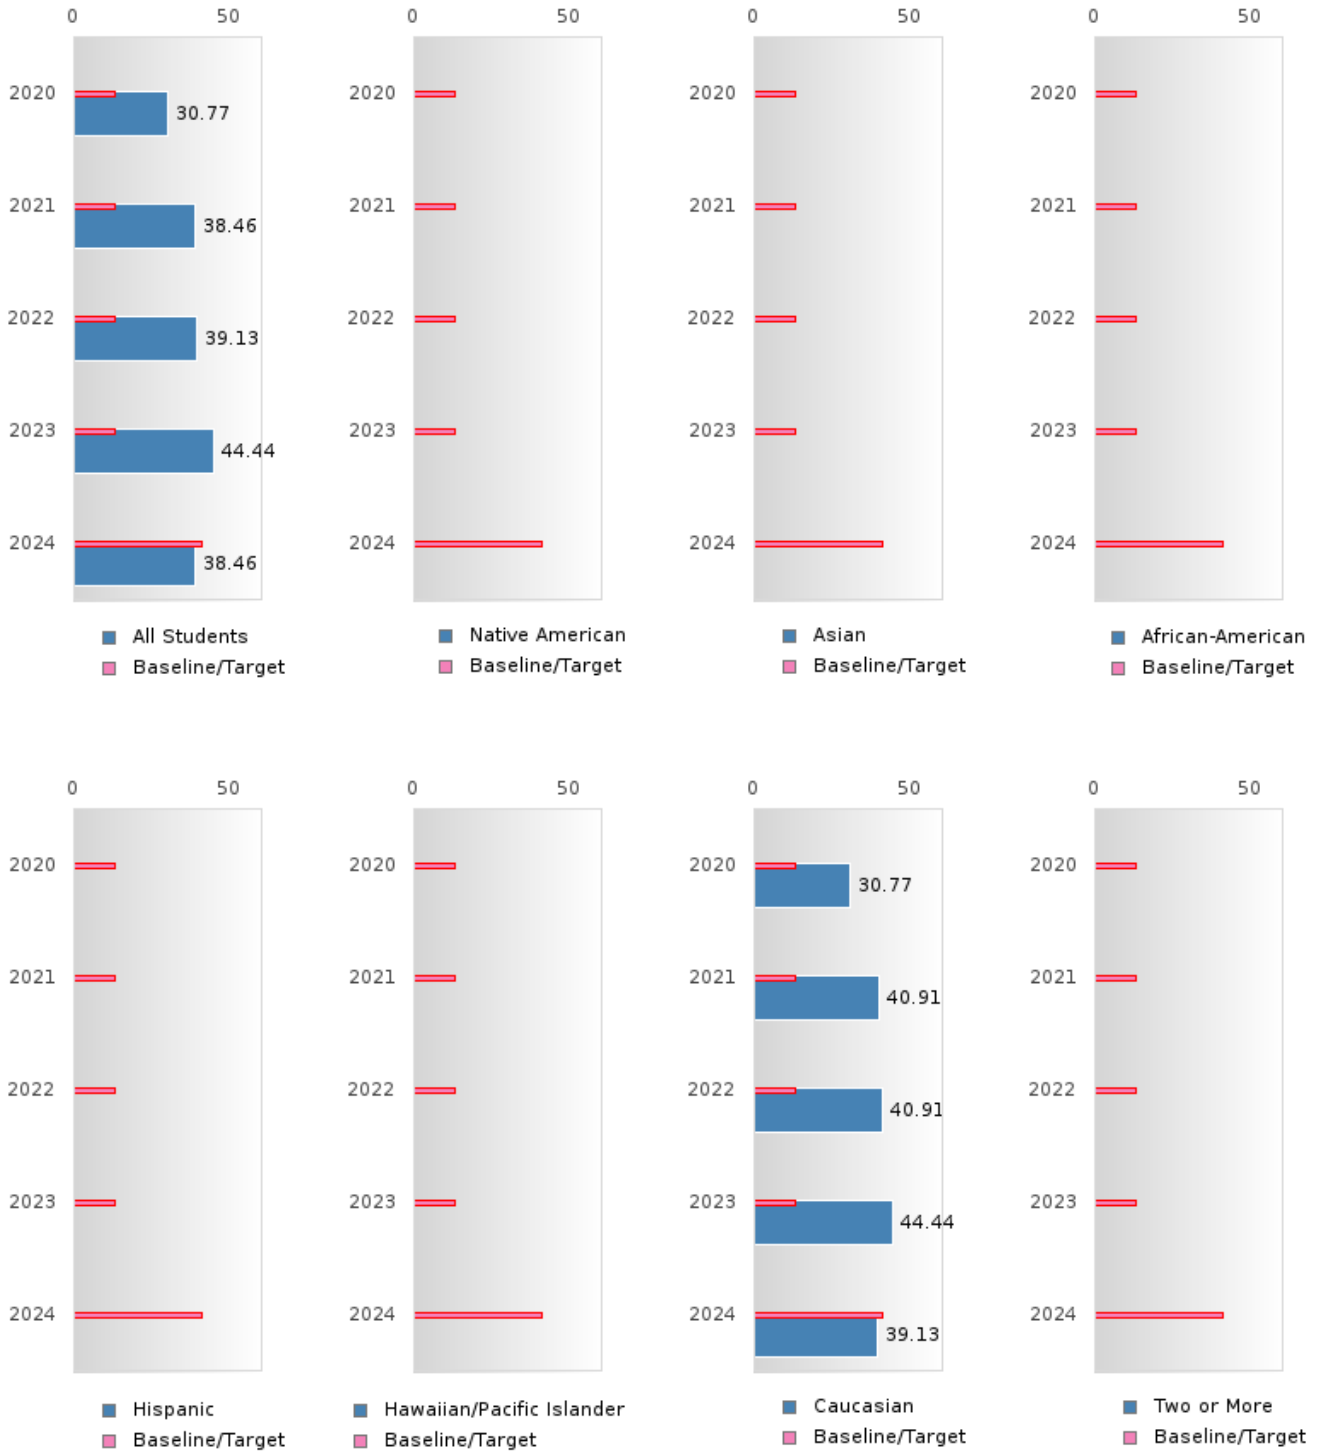 0 50 0 50 0 50 0 50
2020 30.77 2020 2020 2020
2021 38.46 2021 2021 2021
2022 39.13 2022 2022 2022
2023 44.44 2023 2023 2023
2024 38.46 2024 2024 2024
All Students Native American Asian African-American
Baseline/Target Baseline/Target Baseline/Target Baseline/Target
0 50 0 50 0 50 0 50
2020 2020 2020 30.77 2020
2021 2021 2021 40.91 2021
2022 2022 2022 40.91 2022
2023 2023 2023 44.44 2023
2024 2024 2024 39.13 2024
Hispanic Hawaiian/Pacific Islander Caucasian Two or More
Baseline/Target Baseline/Target Baseline/Target Baseline/Target